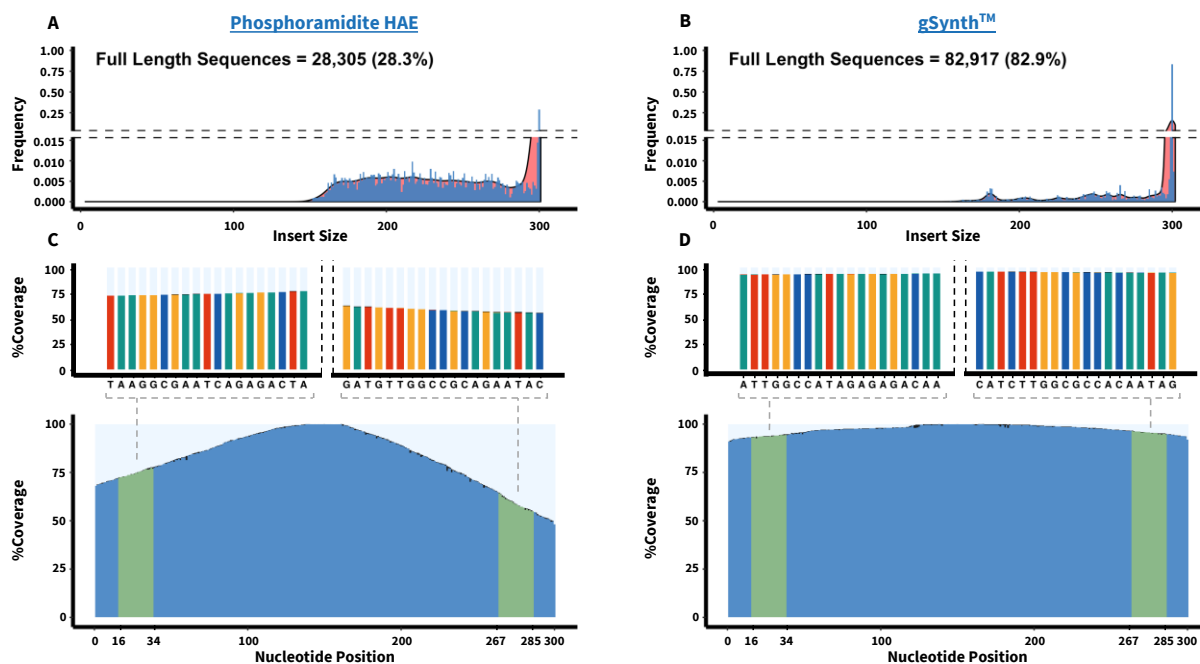 A
Phosphoramidite HAE
Full Length Sequences = 28,305 (28.3%)
Frequency
1.00
0.75
0.50
0.25
0.015
0.010
0.005
0.000
0 100 200 300
Insert Size
B
gSynth™
Full Length Sequences = 82,917 (82.9%)
Frequency
1.00
0.75
0.50
0.25
0.015
0.010
0.005
0.000
0 100 200 300
Insert Size
C
%Coverage
100
75
50
25
0
T A A G G C G A A T C A G A G A C T A
G A T G T T G G C C G C A G A A T A C
%Coverage
100
75
50
25
0
0 16 34 100 200 267 285 300
Nucleotide Position
D
%Coverage
100
75
50
25
0
A T T G G C C A T A G A G A G A C A A
C A T C T T G G C G C C A C A A T A G
%Coverage
100
75
50
25
0
0 16 34 100 200 267 285 300
Nucleotide Position